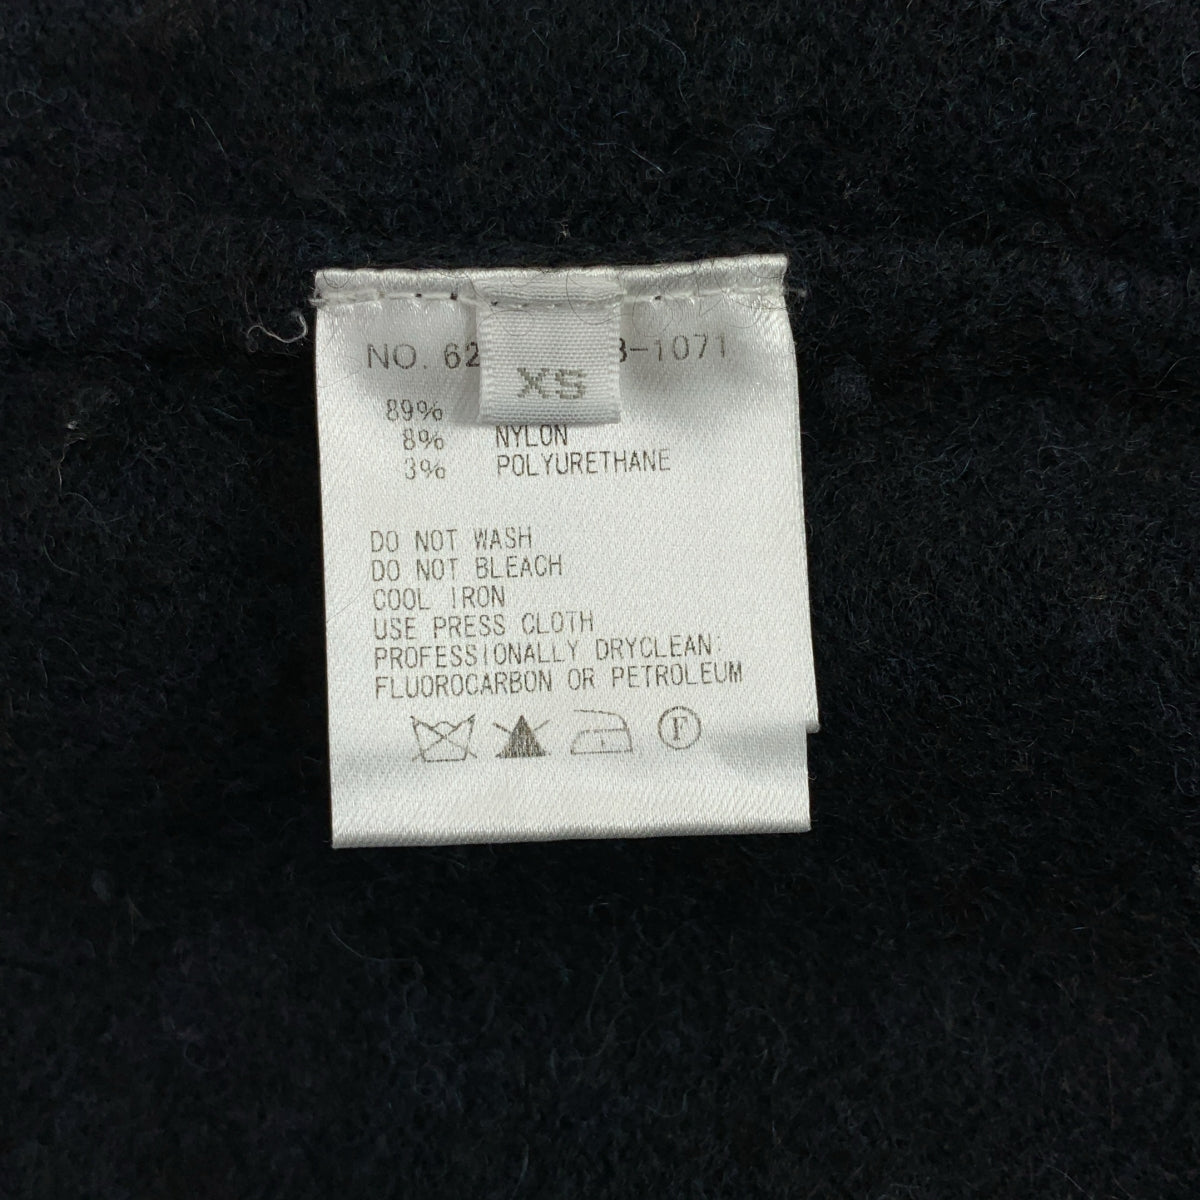 NO. 62 3-1071
XS
89%
8% NYLON
3% POLYURETHANE
DO NOT WASH
DO NOT BLEACH
COOL IRON
USE PRESS CLOTH
PROFESSIONALLY DRYCLEAN:
FLUOROCARBON OR PETROLEUM
F